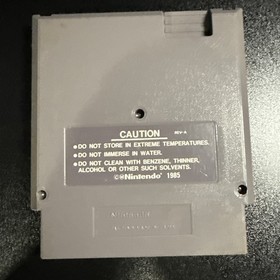 CAUTION REV-A
•DO NOT STORE IN EXTREME TEMPERATURES.
•DO NOT IMMERSE IN WATER.
•DO NOT CLEAN WITH BENZENE, THINNER,
ALCOHOL OR OTHER SUCH SOLVENTS.
©®Nintendo® 1985